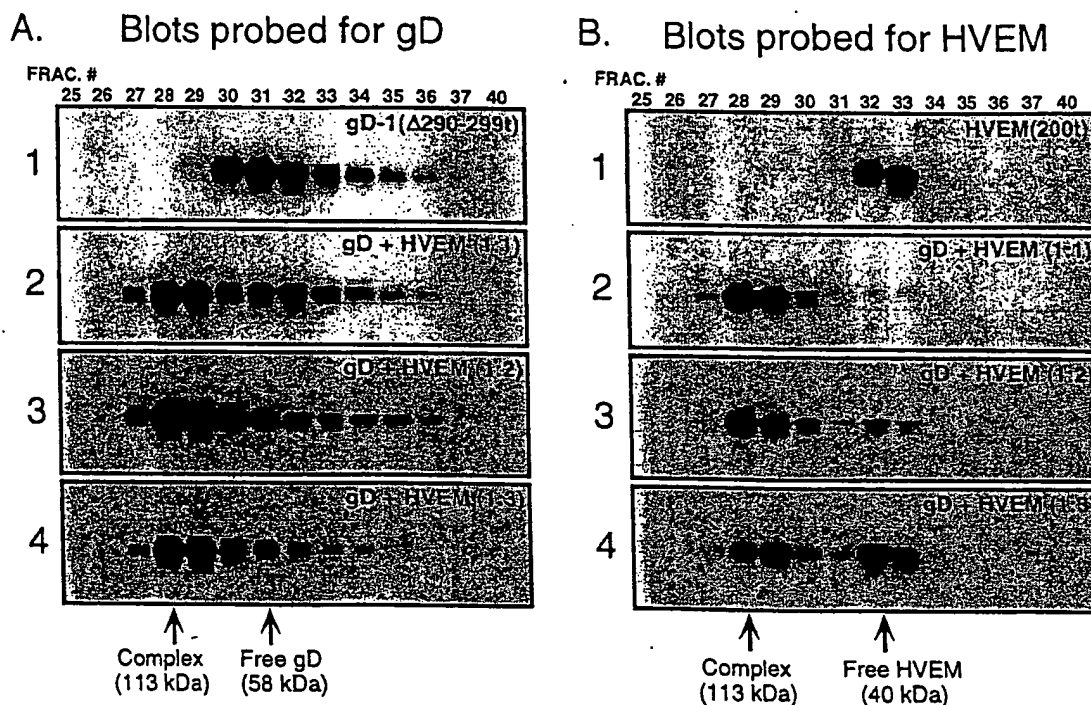 A. Blots probed for gD
FRAC. #
25 26 27 28 29 30 31 32 33 34 35 36 37 40
1
gD-1(Δ290-299t)
2
gD + HVEM (1:1)
3
gD + HVEM (1:2)
4
gD + HVEM (1:3)
Complex
(113 kDa)
Free gD
(58 kDa)
B. Blots probed for HVEM
FRAC. #
25 26 27 28 29 30 31 32 33 34 35 36 37 40
1
HVEM(200t)
2
gD + HVEM (1:1)
3
gD + HVEM (1:2
4
gD + HVEM
Complex
(113 kDa)
Free HVEM
(40 kDa)